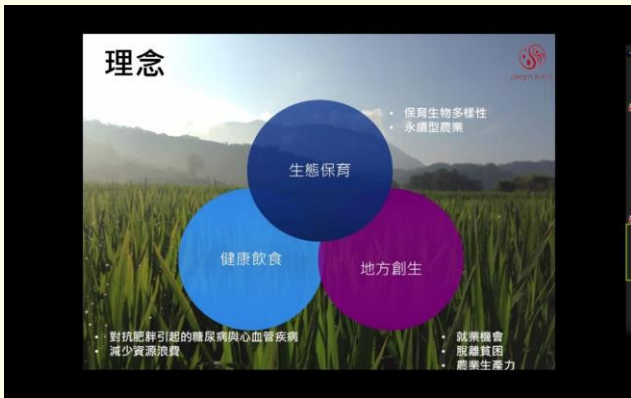 理念
保育生物多樣性
永續型農業
生態保育
健康飲食
地方創生
對抗肥胖引起的糖尿病與心血管疾病
減少資源浪費
就業機會
脫離貧困
農業生產力